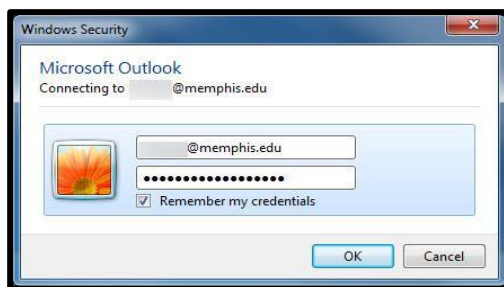 Windows Security
Microsoft Outlook
Connecting to @memphis.edu
@memphis.edu
••••••••••••••••••
Remember my credentials
OK Cancel